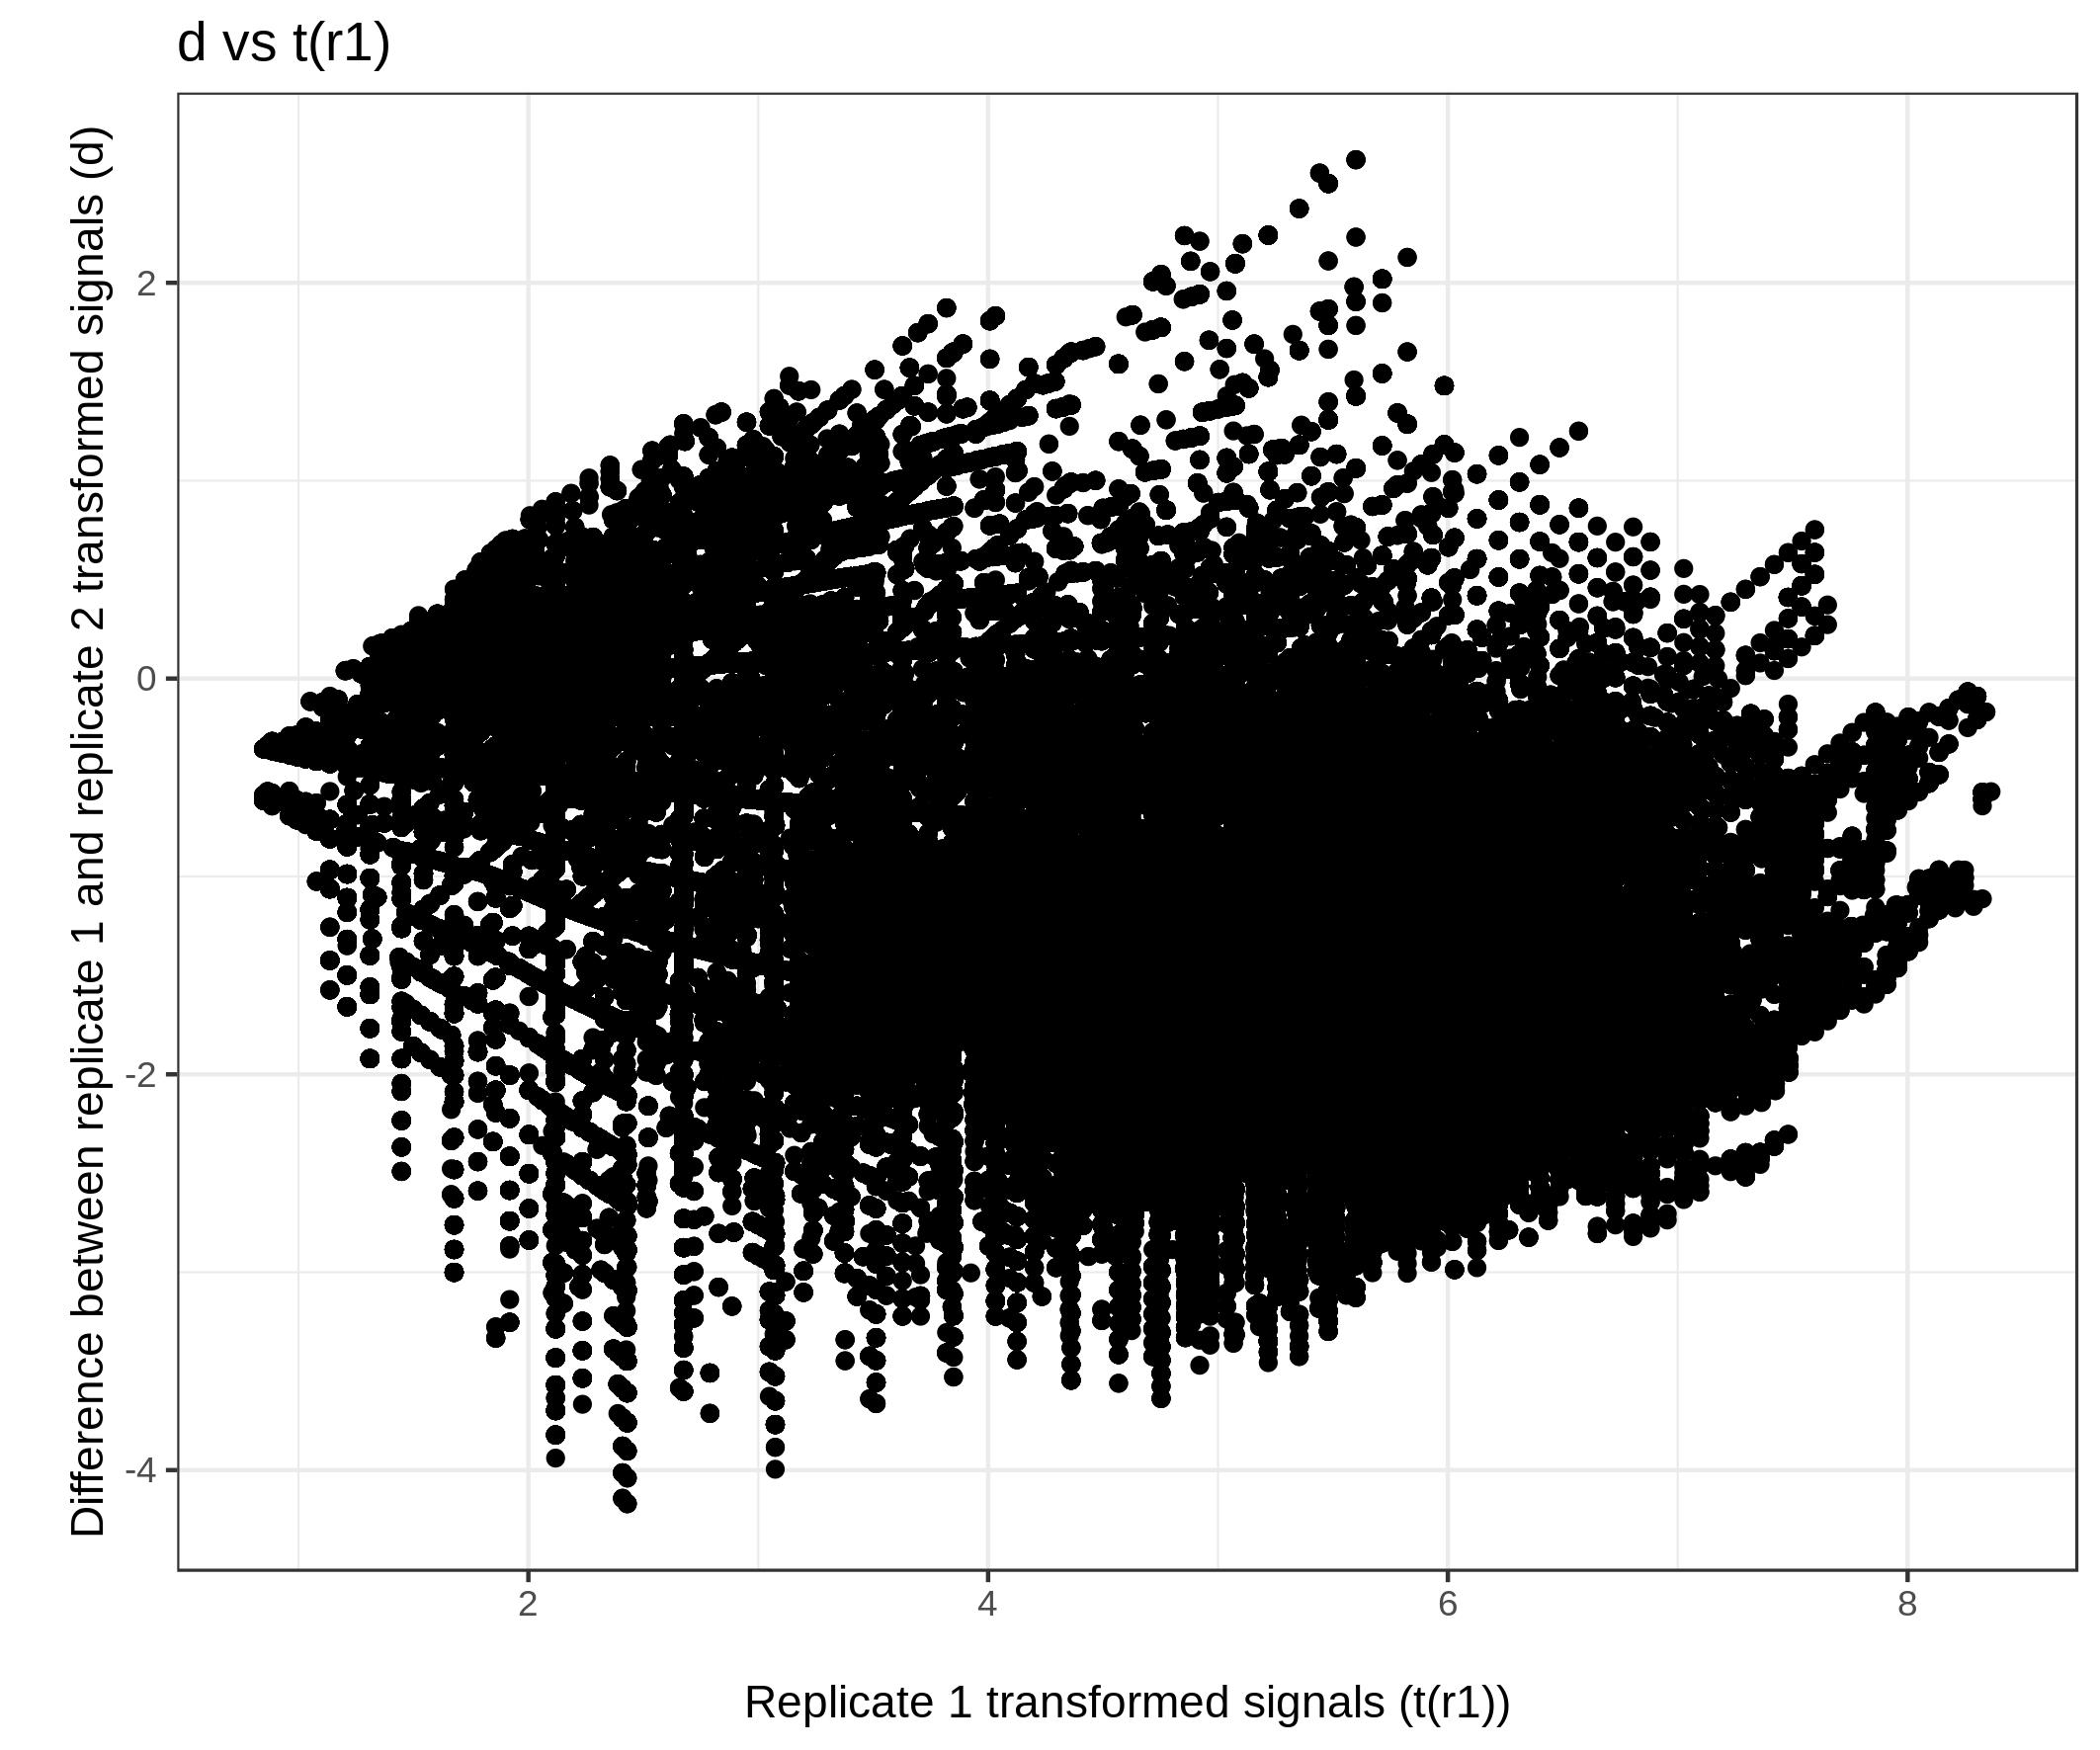 d vs t(r1)
Difference between replicate 1 and replicate 2 transformed signals (d)
2
0
-2
-4
2
4
6
8
Replicate 1 transformed signals (t(r1))